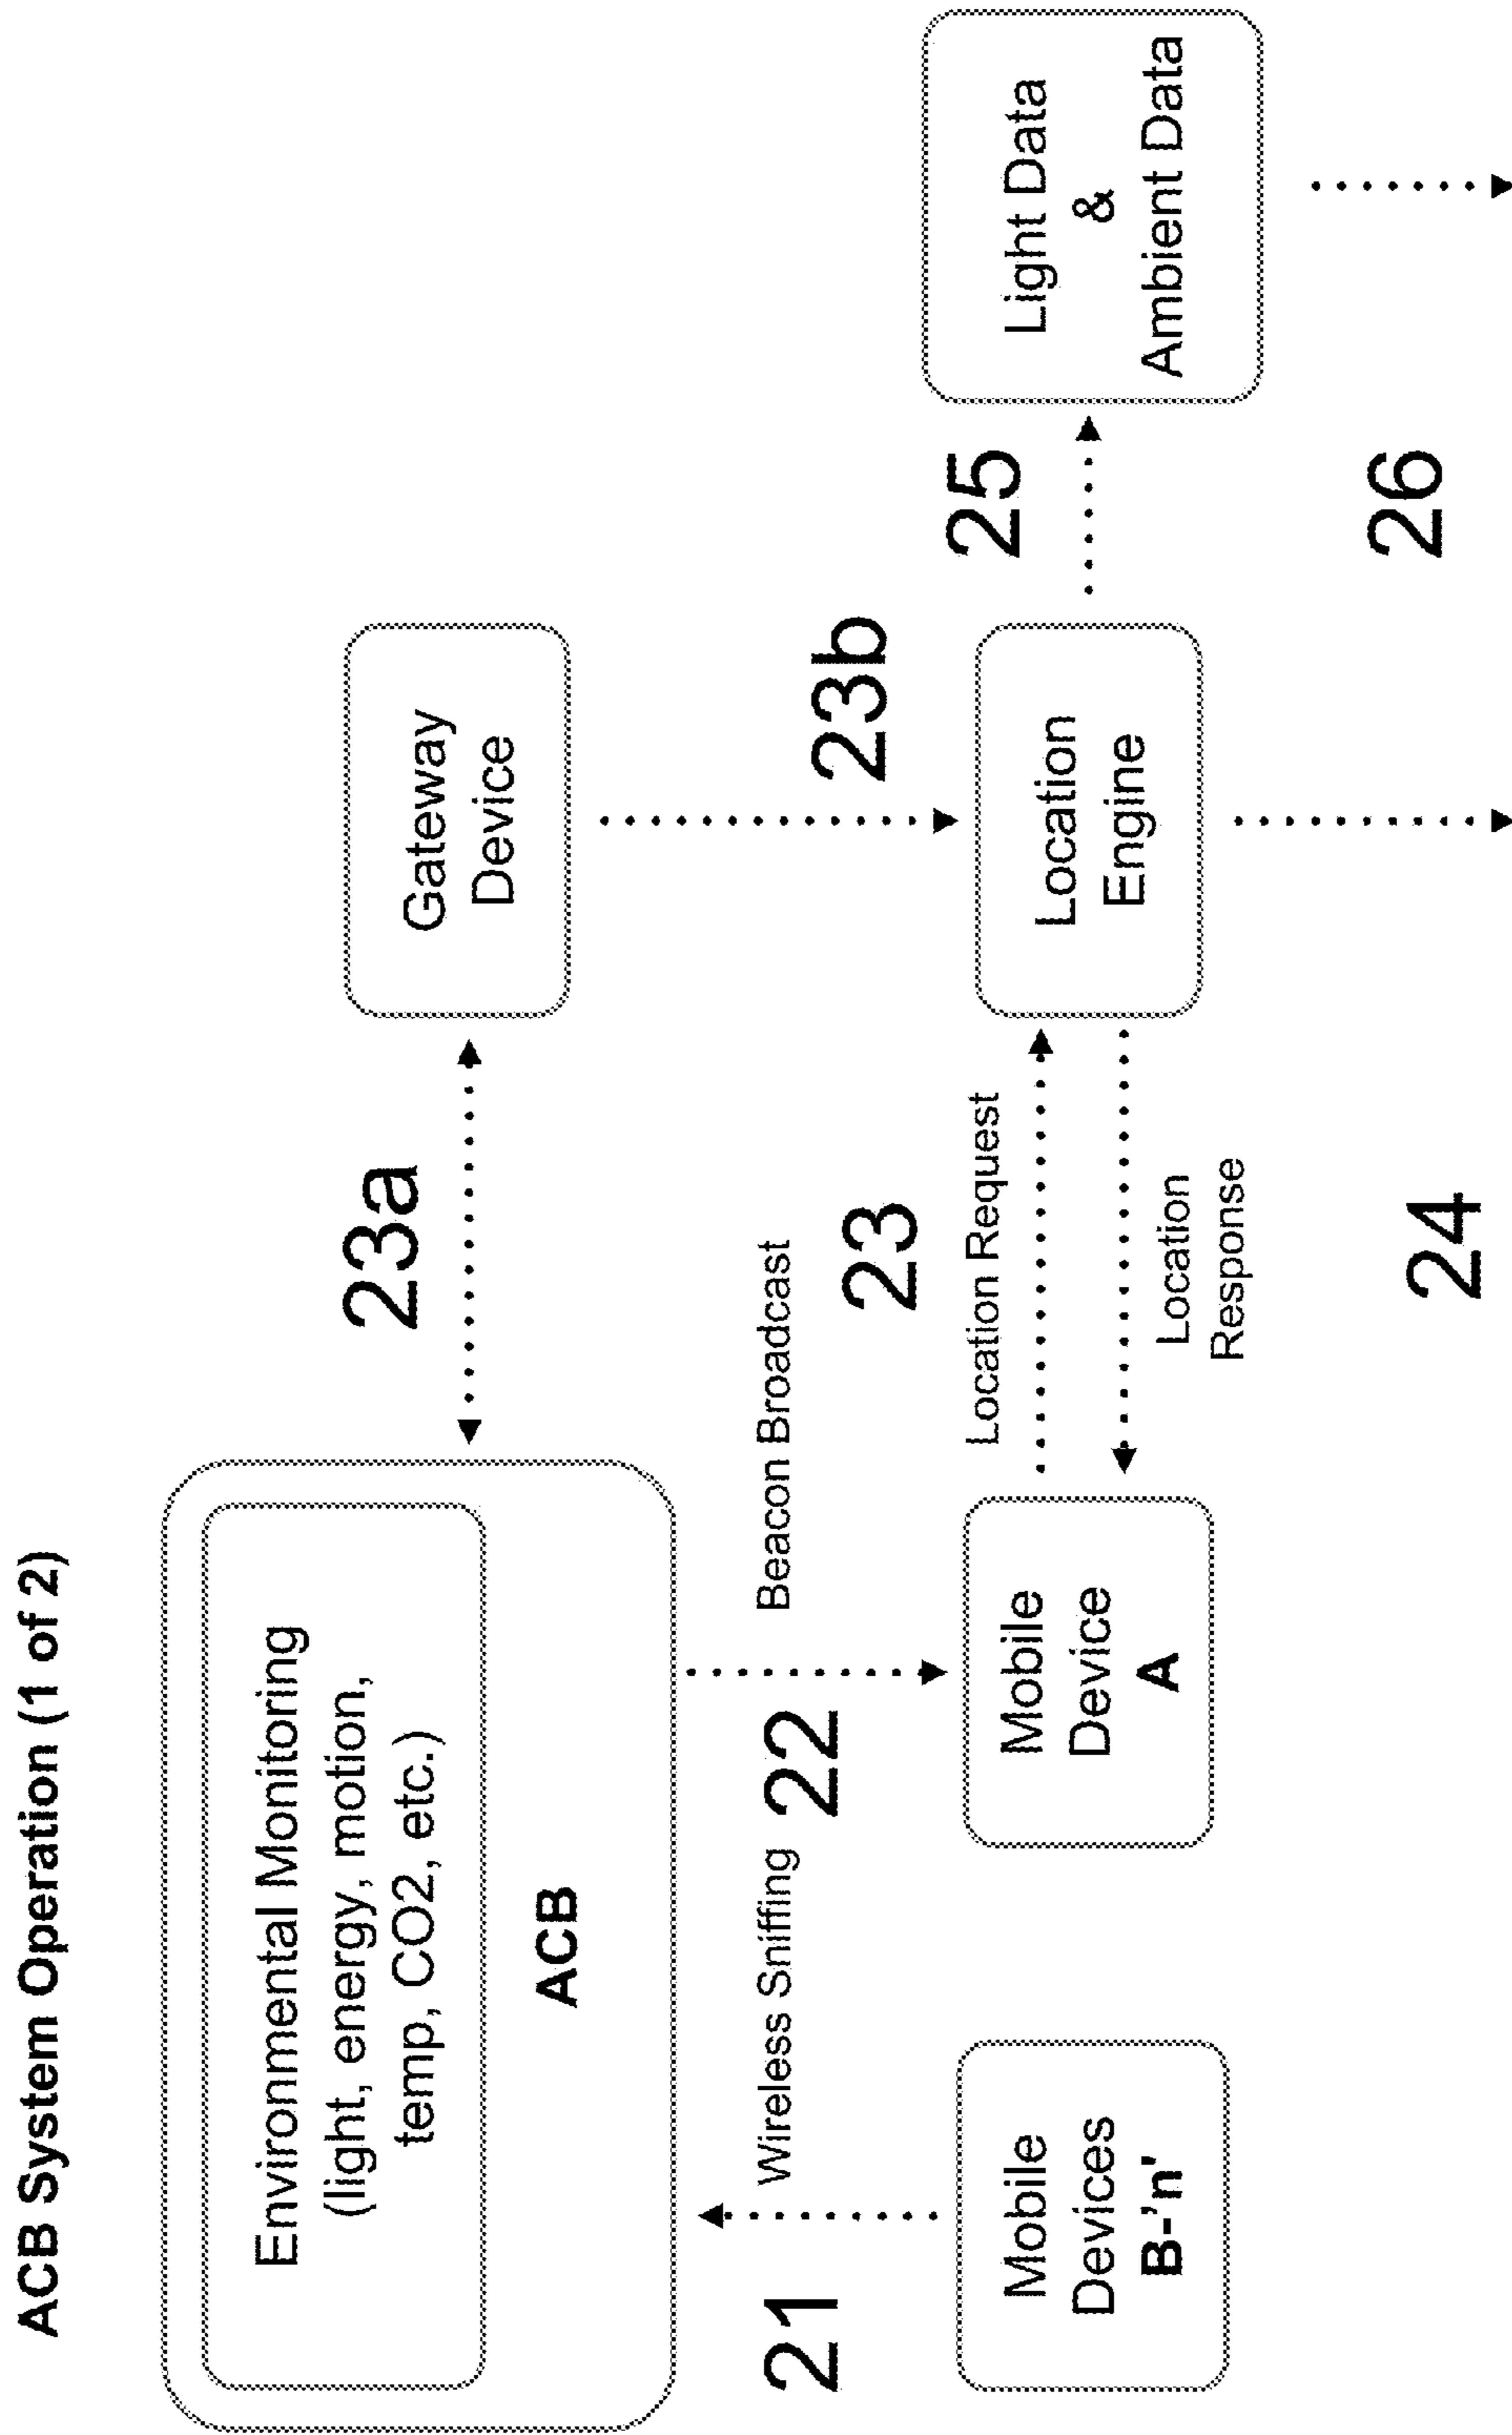 ACB System Operation (1 of 2)
Environmental Monitoring
(light, energy, motion,
temp, CO2, etc.)
ACB
23a
Gateway
Device
21
Wireless Sniffing
22
Beacon Broadcast
23
23b
Mobile
Devices
B-'n'
Mobile
Device
A
Location Request
Location
Response
Location
Engine
25
Light Data
&
Ambient Data
24
26